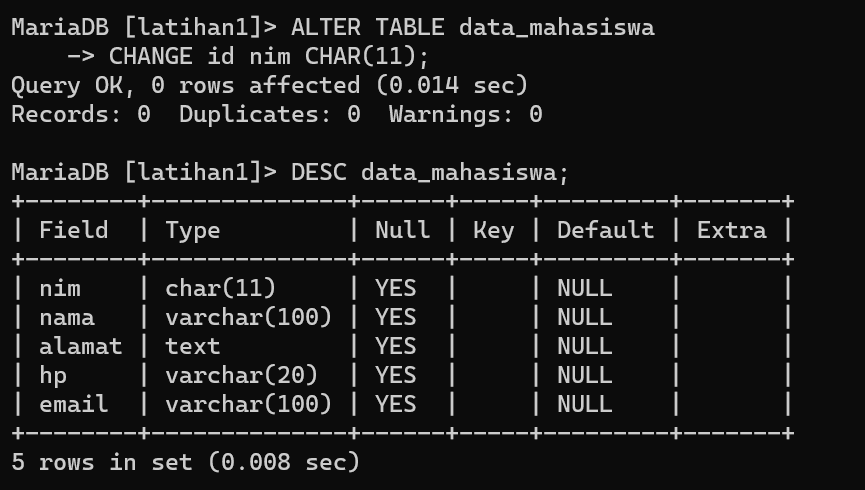 MariaDB [latihan1]> ALTER TABLE data_mahasiswa
    -> CHANGE id nim CHAR(11);
Query OK, 0 rows affected (0.014 sec)
Records: 0  Duplicates: 0  Warnings: 0

MariaDB [latihan1]> DESC data_mahasiswa;
+--------+--------------+------+-----+---------+-------+
| Field  | Type         | Null | Key | Default | Extra |
+--------+--------------+------+-----+---------+-------+
| nim    | char(11)     | YES  |     | NULL    |       |
| nama   | varchar(100) | YES  |     | NULL    |       |
| alamat | text         | YES  |     | NULL    |       |
| hp     | varchar(20)  | YES  |     | NULL    |       |
| email  | varchar(100) | YES  |     | NULL    |       |
+--------+--------------+------+-----+---------+-------+
5 rows in set (0.008 sec)